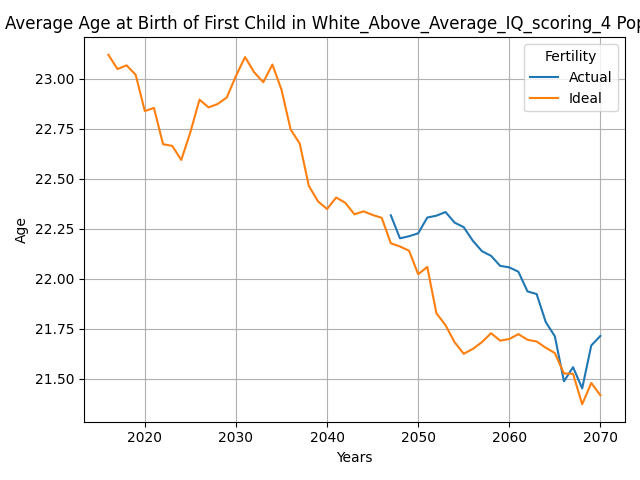 Average Age at Birth of First Child in White_Above_Average_IQ_scoring_4 Pop
Fertility
Actual
Ideal
23.00
22.75
22.50
22.25
22.00
21.75
21.50
Age
2020 2030 2040 2050 2060 2070
Years